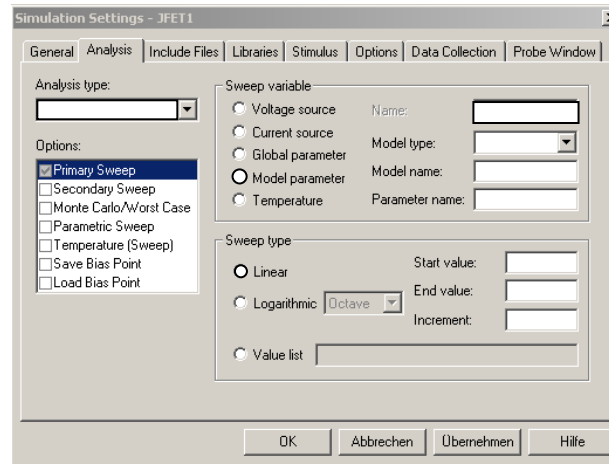 Simulation Settings - JFET1
General Analysis Include Files Libraries Stimulus Options Data Collection Probe Window
Analysis type:
Options:
Primary Sweep
Secondary Sweep
Monte Carlo/Worst Case
Parametric Sweep
Temperature (Sweep)
Save Bias Point
Load Bias Point
Sweep variable
Voltage source
Current source
Global parameter
Model parameter
Temperature
Name:
Model type:
Model name:
Parameter name:
Sweep type
Linear
Logarithmic Octave
Value list
Start value:
End value:
Increment:
OK Abbrechen Übernehmen Hilfe